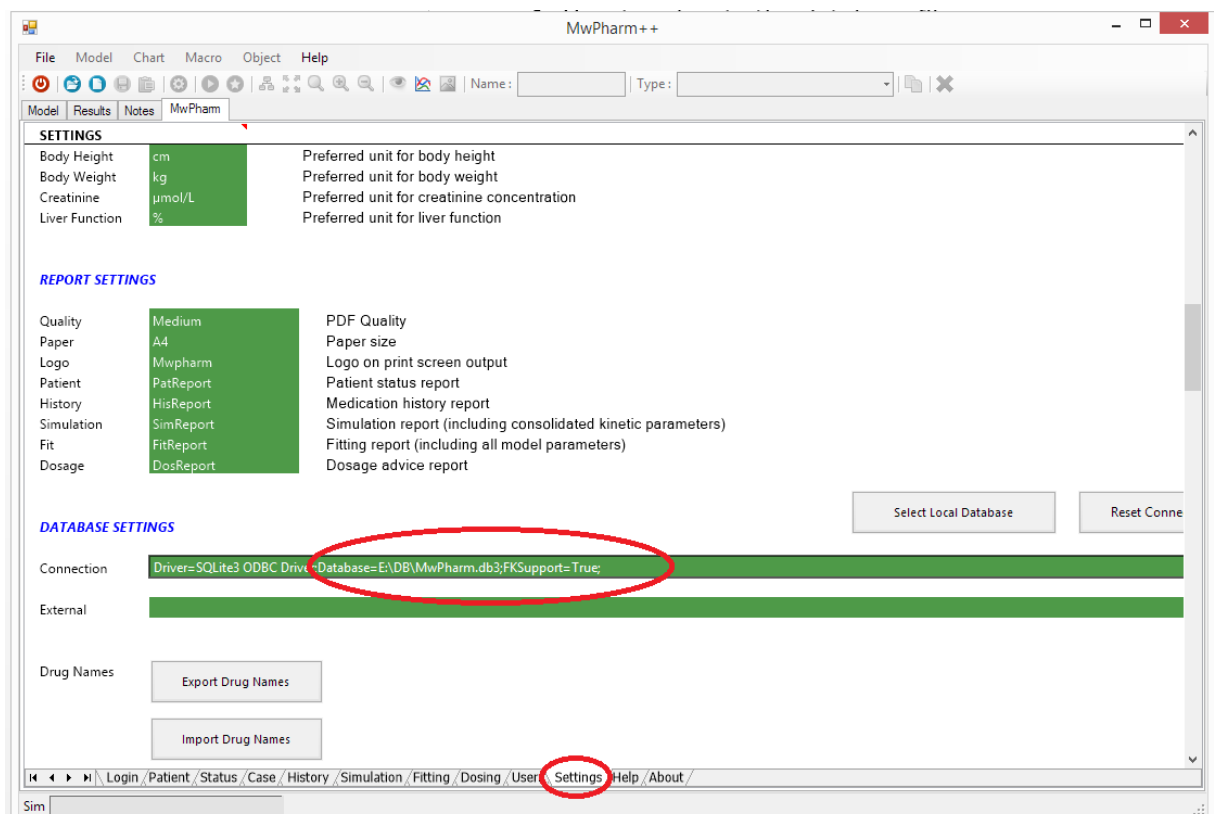 MwPharm++
File Model Chart Macro Object Help
Name: Type:
Model Results Notes MwPharm
SETTINGS
Body Height cm Preferred unit for body height
Body Weight kg Preferred unit for body weight
Creatinine µmol/L Preferred unit for creatinine concentration
Liver Function % Preferred unit for liver function
REPORT SETTINGS
Quality Medium PDF Quality
Paper A4 Paper size
Logo Mwpharm Logo on print screen output
Patient PatReport Patient status report
History HisReport Medication history report
Simulation SimReport Simulation report (including consolidated kinetic parameters)
Fit FitReport Fitting report (including all model parameters)
Dosage DosReport Dosage advice report
Select Local Database Reset Conne
DATABASE SETTINGS
Connection Driver=SQLite3 ODBC Driver;Database=E:\DB\MwPharm.db3;FKSupport=True;
External
Drug Names Export Drug Names
Import Drug Names
Login Patient Status Case History Simulation Fitting Dosing User Settings Help About
Sim